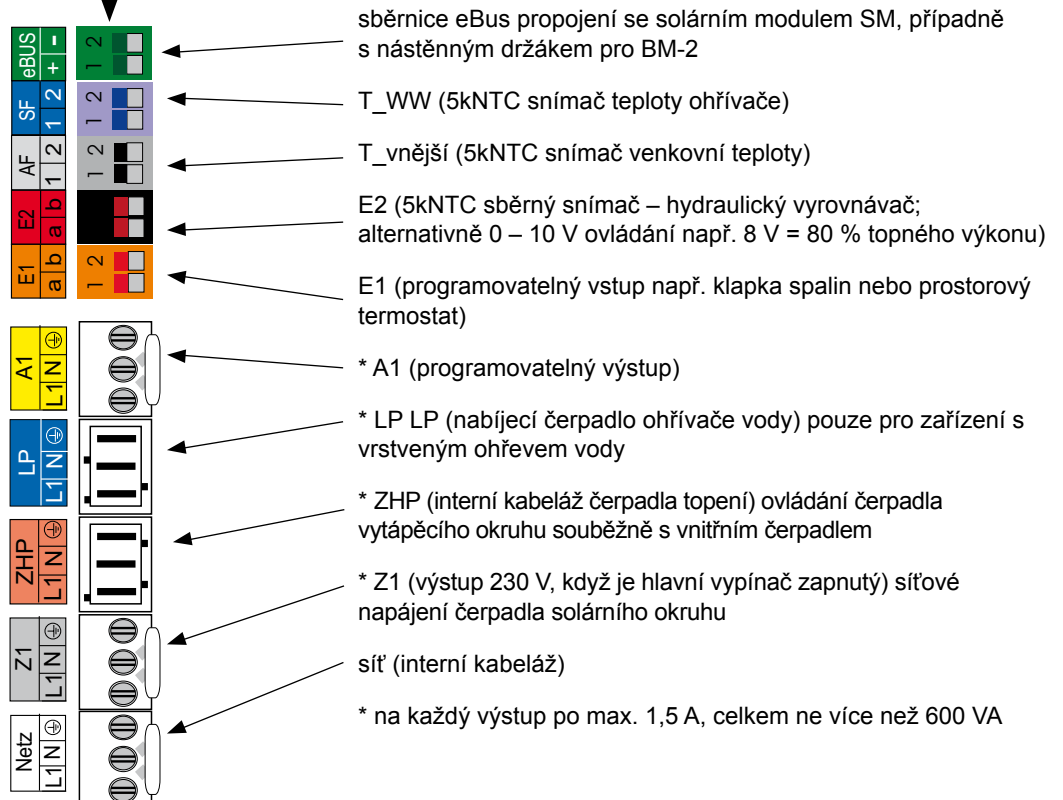 sběrnice eBus propojení se solárním modulem SM, případně
s nástěnným držákem pro BM-2
eBUS
+ -
1 2
T_WW (5kNTC snímač teploty ohřívače)
SF
1 2
1 2
T_vnější (5kNTC snímač venkovní teploty)
AF
1 2
1 2
E2 (5kNTC sběrný snímač – hydraulický vyrovnávač;
alternativně 0 – 10 V ovládání např. 8 V = 80 % topného výkonu)
E2
a b
E1 (programovatelný vstup např. klapka spalin nebo prostorový
termostat)
E1
a b
1 2
* A1 (programovatelný výstup)
A1
L1 N
* LP LP (nabíjecí čerpadlo ohřívače vody) pouze pro zařízení s
vrstveným ohřevem vody
LP
L1 N
* ZHP (interní kabeláž čerpadla topení) ovládání čerpadla
vytápěcího okruhu souběžně s vnitřním čerpadlem
ZHP
L1 N
* Z1 (výstup 230 V, když je hlavní vypínač zapnutý) síťové
napájení čerpadla solárního okruhu
Z1
L1 N
síť (interní kabeláž)
Netz
L1 N
* na každý výstup po max. 1,5 A, celkem ne více než 600 VA